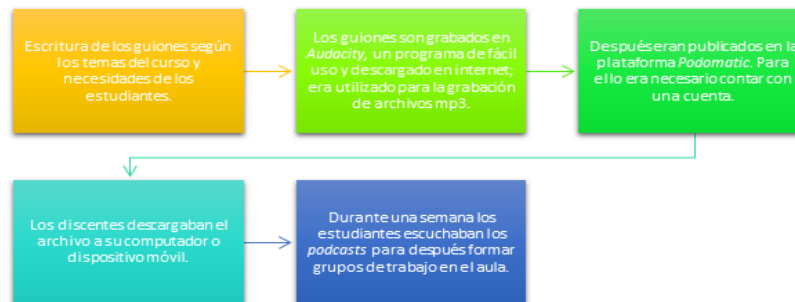 Escritura de los guiones según
los temas del curso y
necesidades de los
estudiantes.
Los guiones son grabados en
Audacity, un programa de fácil
uso y descargado en internet;
era utilizado para la grabación
de archivos mp3.
Después eran publicados en la
plataforma Podomatic. Para
ello era necesario contar con
una cuenta.
Los discentes descargaban el
archivo a su computador o
dispositivo móvil.
Durante una semana los
estudiantes escuchaban los
podcasts para después formar
grupos de trabajo en el aula.